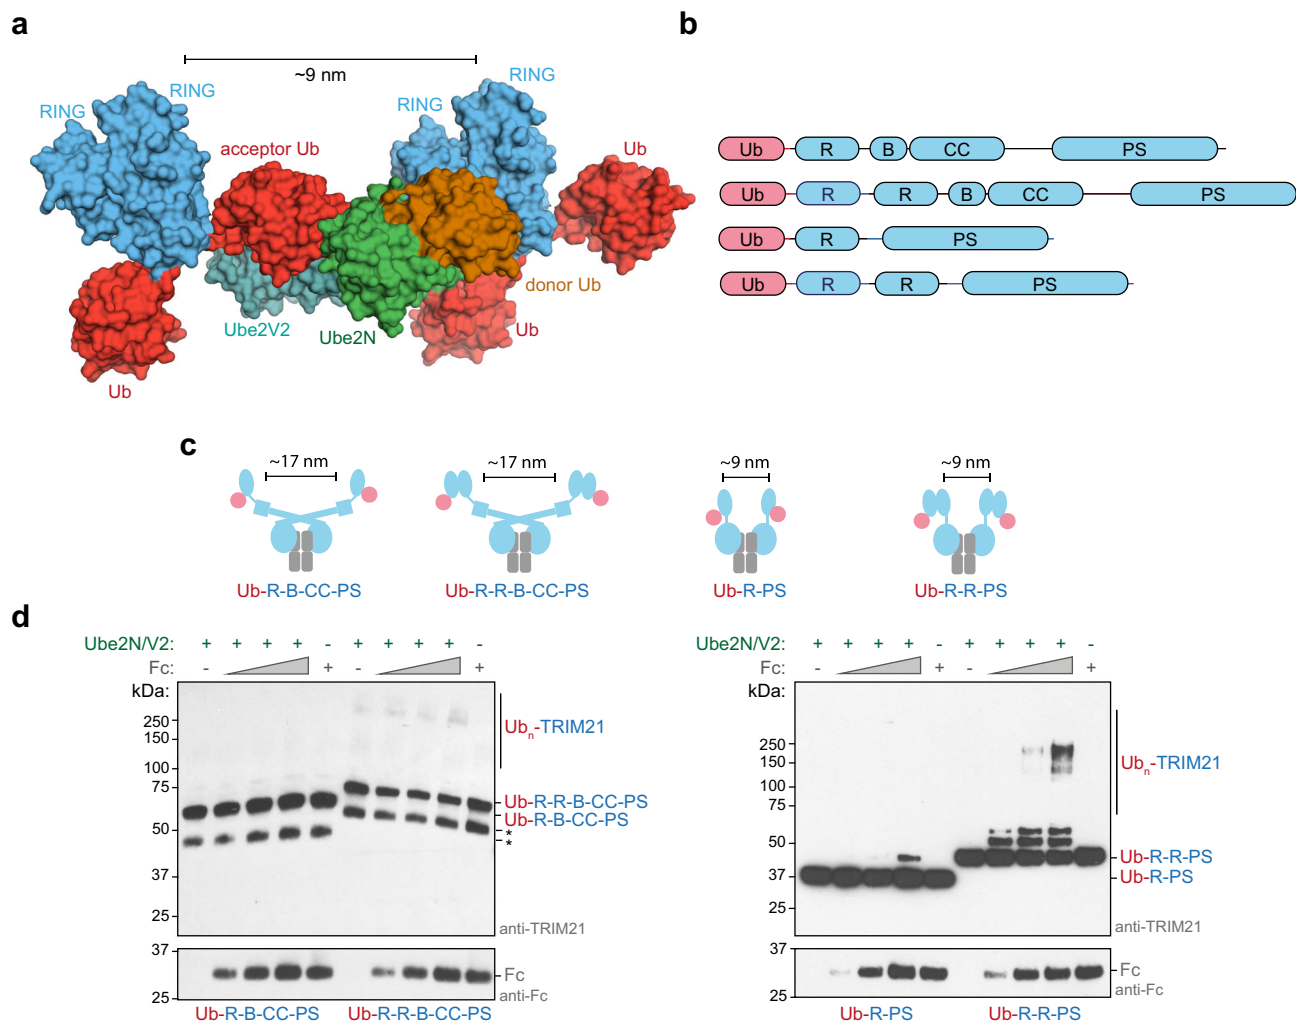 a
~9 nm
RING
RING
RING
RING
acceptor Ub
Ub
donor Ub
Ube2V2
Ube2N
Ub
Ub
b
Ub R B CC PS
Ub R R B CC PS
Ub R PS
Ub R R PS
c
~17 nm ~17 nm ~9 nm ~9 nm
Ub-R-B-CC-PS Ub-R-R-B-CC-PS Ub-R-PS Ub-R-R-PS
d
Ube2N/V2: + + + + - + + + + -
Fc: - + - +
kDa:
250
150
100
75
50
37
25
Ubn-TRIM21
Ub-R-R-B-CC-PS
Ub-R-B-CC-PS
*
*
anti-TRIM21
37
25
Fc
anti-Fc
Ub-R-B-CC-PS Ub-R-R-B-CC-PS
Ube2N/V2: + + + + - + + + + -
Fc: - + - +
kDa:
250
150
100
75
50
37
25
Ubn-TRIM21
Ub-R-R-PS
Ub-R-PS
anti-TRIM21
37
25
Fc
anti-Fc
Ub-R-PS Ub-R-R-PS